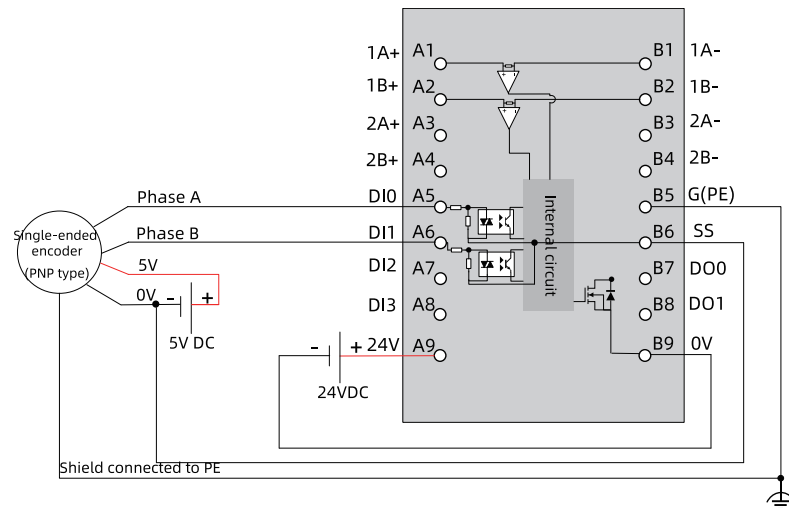 1A+ A1 B1 1A-
1B+ A2 B2 1B-
2A+ A3 B3 2A-
2B+ A4 B4 2B-
Phase A DI0 A5 B5 G(PE)
Phase B DI1 A6 B6 SS
Single-ended
encoder
(PNP type)
5V DI2 A7 B7 DO0
0V - + DI3 A8 B8 DO1
5V DC
- + 24V A9 B9 0V
24VDC
Internal circuit
Shield connected to PE